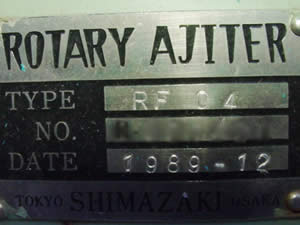 ROTARY AJITER
TYPE RF 04
NO.
DATE 1989-12
TOKYO SHIMAZAKI OSAKA